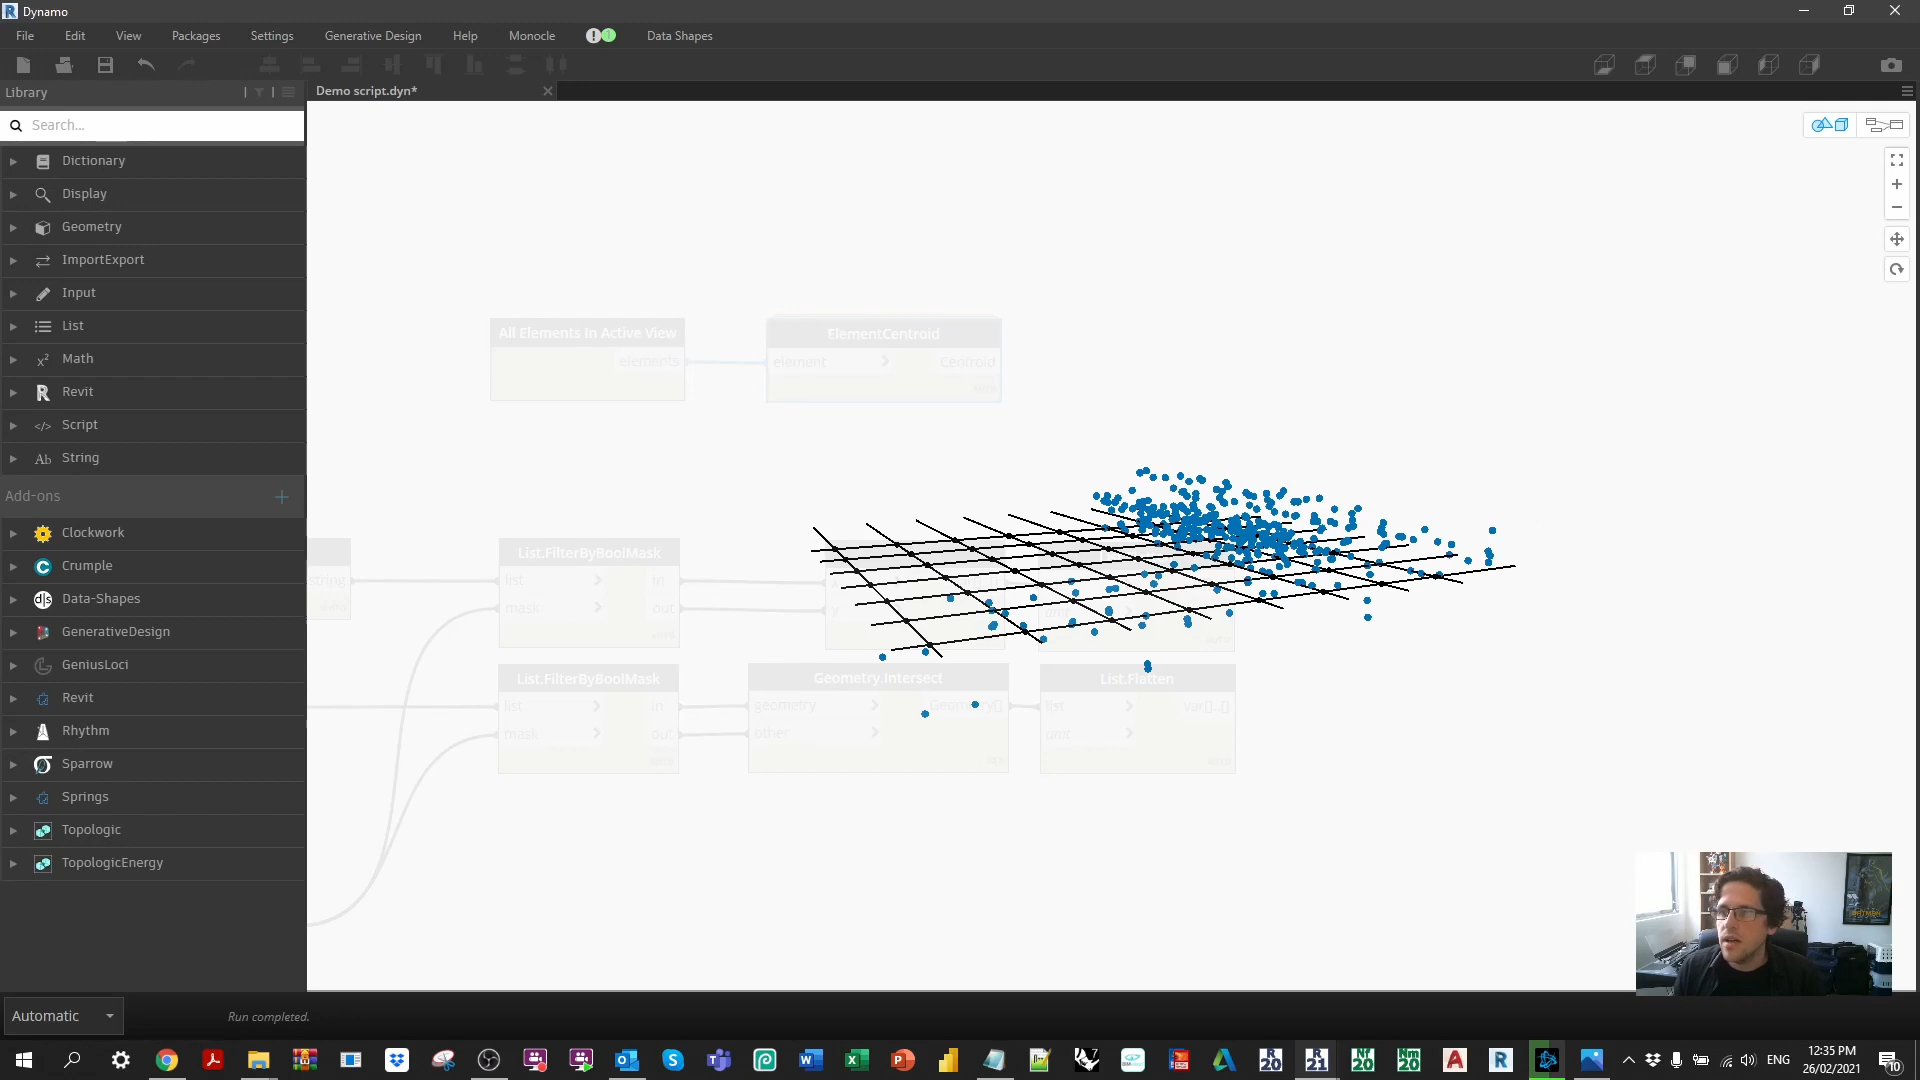 Dynamo
File Edit View Packages Settings Generative Design Help Monocle Data Shapes
Library
Demo script.dyn*
Search...
Dictionary
Display
Geometry
ImportExport
Input
List
Math
Revit
Script
String
Add-ons
Clockwork
Crumple
Data-Shapes
GenerativeDesign
GeniusLoci
Revit
Rhythm
Sparrow
Springs
Topologic
TopologicEnergy
All Elements In Active View
elements
ElementCentroid
element > Centroid
string
List.FilterByBoolMask
list > in
mask > out
List.FilterByBoolMask
list > in
mask > out
Geometry.Intersect
geometry > Geometry[]
other >
List.Flatten
list > Var[]..[]
amt >
Automatic
Run completed.
ENG
12:35 PM
26/02/2021